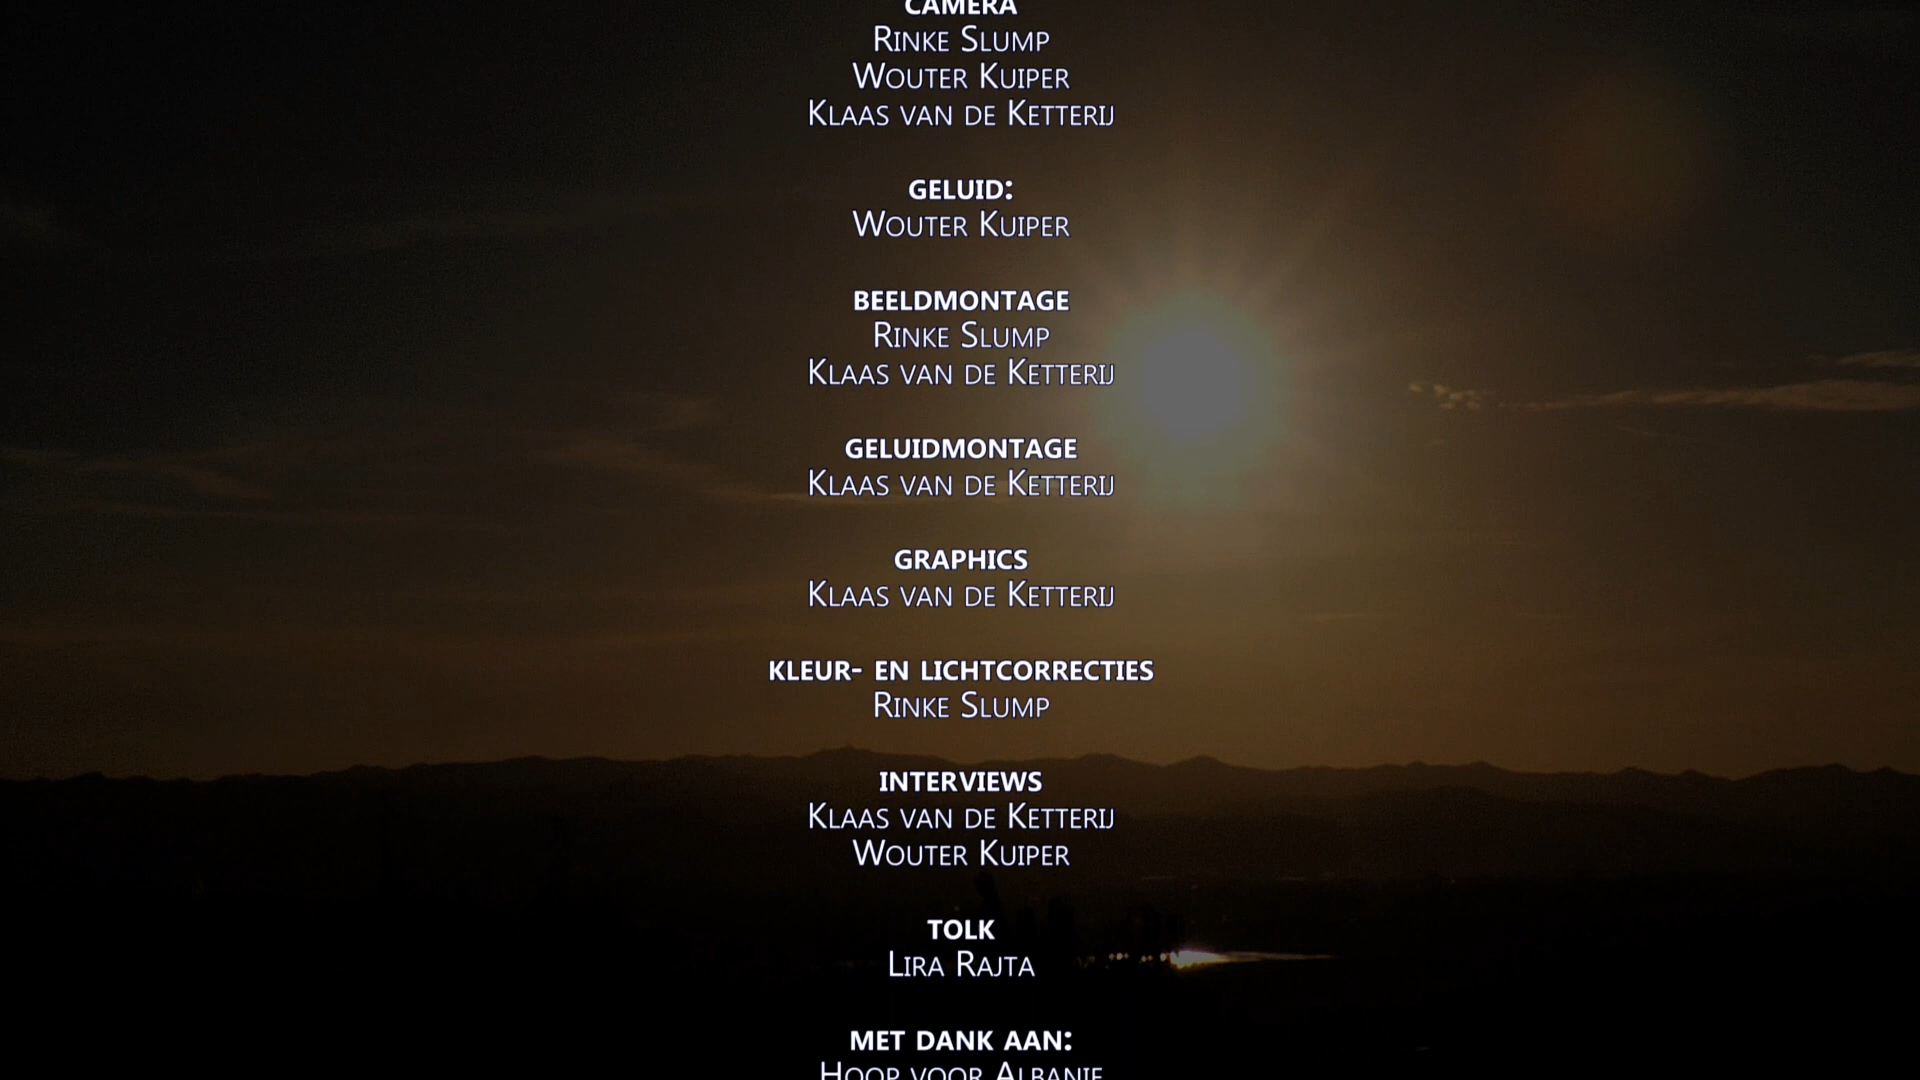 CAMERA
RINKE SLUMP
WOUTER KUIPER
KLAAS VAN DE KETTERIJ
GELUID:
WOUTER KUIPER
BEELDMONTAGE
RINKE SLUMP
KLAAS VAN DE KETTERIJ
GELUIDMONTAGE
KLAAS VAN DE KETTERIJ
GRAPHICS
KLAAS VAN DE KETTERIJ
KLEUR- EN LICHTCORRECTIES
RINKE SLUMP
INTERVIEWS
KLAAS VAN DE KETTERIJ
WOUTER KUIPER
TOLK
LIRA RAJTA
MET DANK AAN:
HOOP VOOR ALBANIE